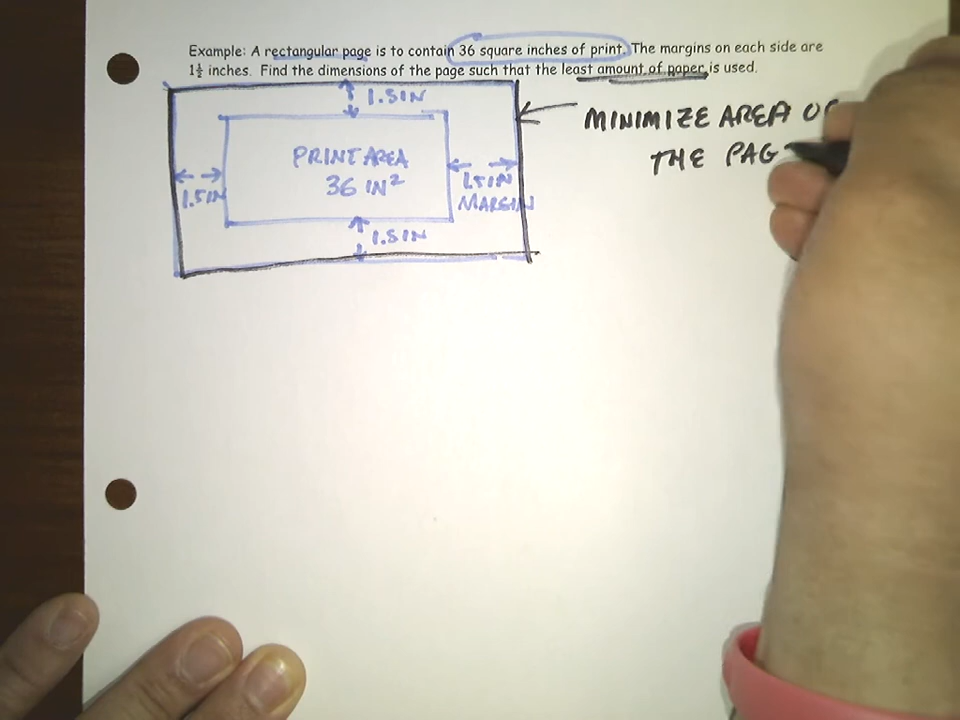 Example: A rectangular page is to contain 36 square inches of print. The margins on each side are
1½ inches. Find the dimensions of the page such that the least amount of paper is used.
1.5IN
PRINT AREA
36 IN²
1.5IN
1.5IN
MARGIN
1.5IN
MINIMIZE AREA OF
THE PAG